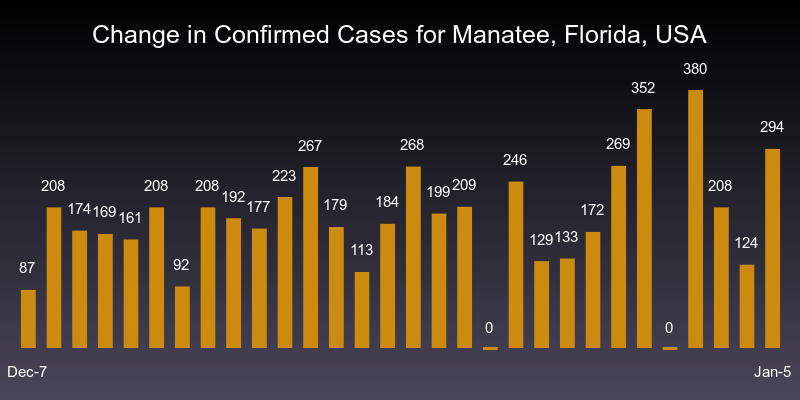 Change in Confirmed Cases for Manatee, Florida, USA
87 208 174 169 161 208 92 208 192 177 223 267 179 113 184 268 199 209 0 246 129 133 172 269 352 0 380 208 124 294
Dec-7 Jan-5